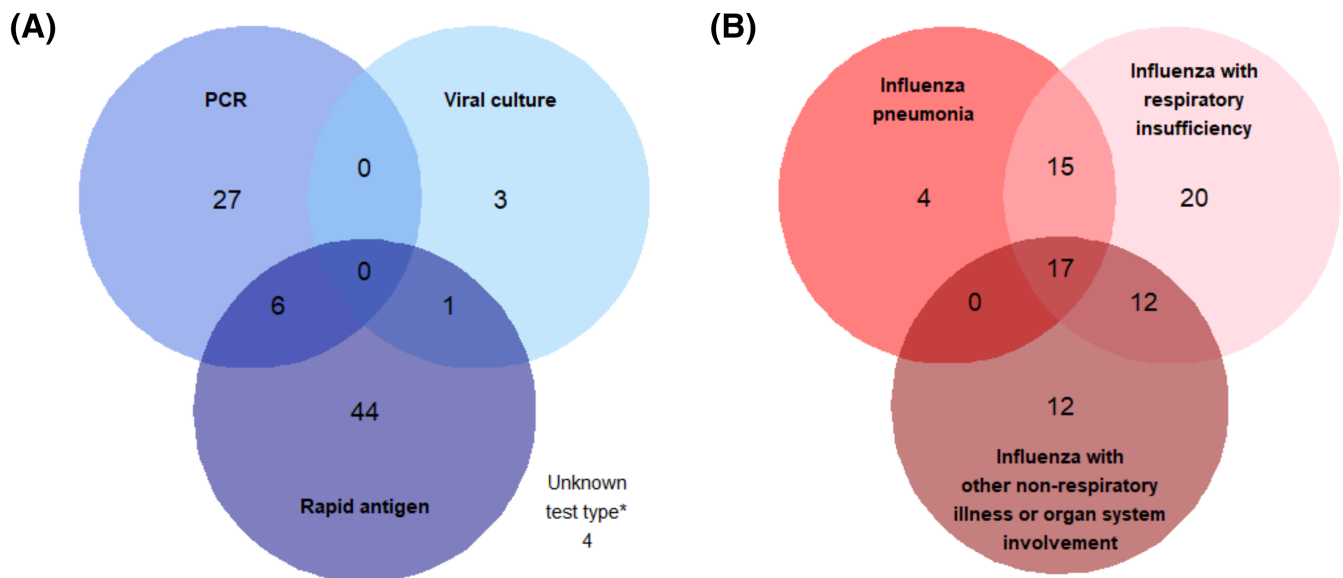 (A)
PCR
Viral culture
0
27
3
0
6
1
44
Rapid antigen
Unknown
test type*
4
(B)
Influenza
pneumonia
Influenza with
respiratory
insufficiency
15
4
20
17
0
12
12
Influenza with
other non-respiratory
illness or organ system
involvement